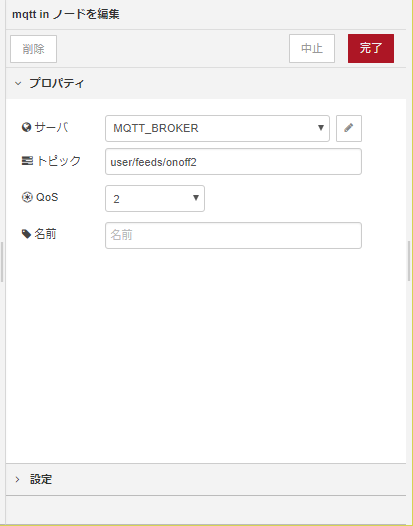 mqtt in ノードを編集
削除 中止 完了
プロパティ
サーバ MQTT_BROKER
トピック user/feeds/onoff2
QoS 2
名前 名前
設定